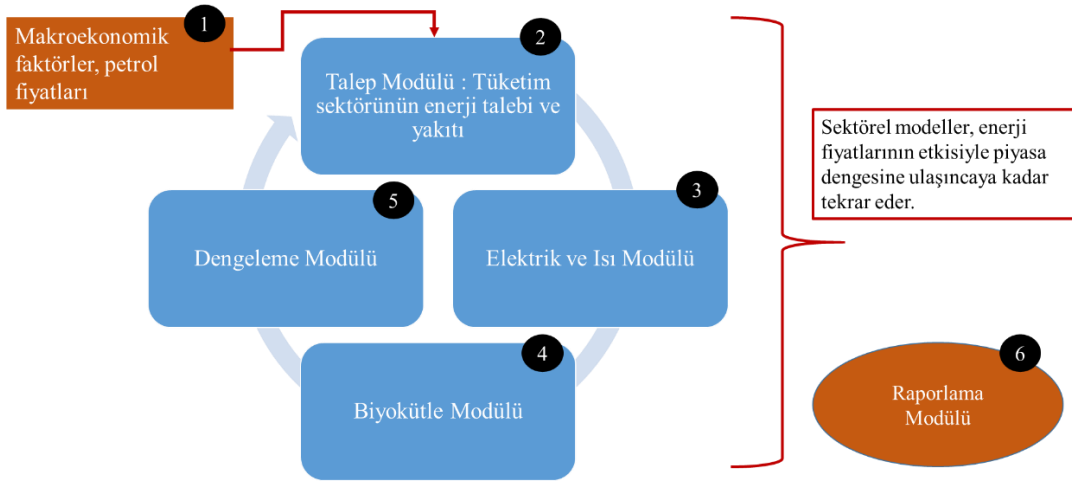 1
Makroekonomik
faktörler, petrol
fiyatları
2
Talep Modülü : Tüketim
sektörünün enerji talebi ve
yakıtı
3
Elektrik ve Isı Modülü
4
Biyokütle Modülü
5
Dengeleme Modülü
Sektörel modeller, enerji
fiyatlarının etkisiyle piyasa
dengesine ulaşıncaya kadar
tekrar eder.
6
Raporlama
Modülü